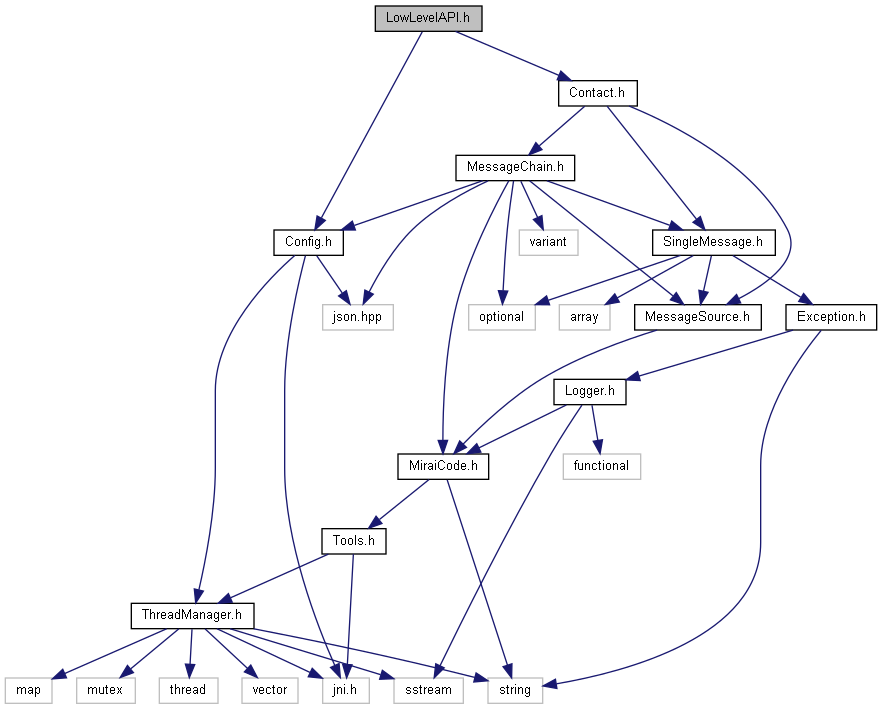 LowLevelAPI.h
Contact.h
MessageChain.h
Config.h
variant
SingleMessage.h
json.hpp
optional
array
MessageSource.h
Exception.h
Logger.h
MiraiCode.h
functional
Tools.h
ThreadManager.h
map
mutex
thread
vector
jni.h
sstream
string